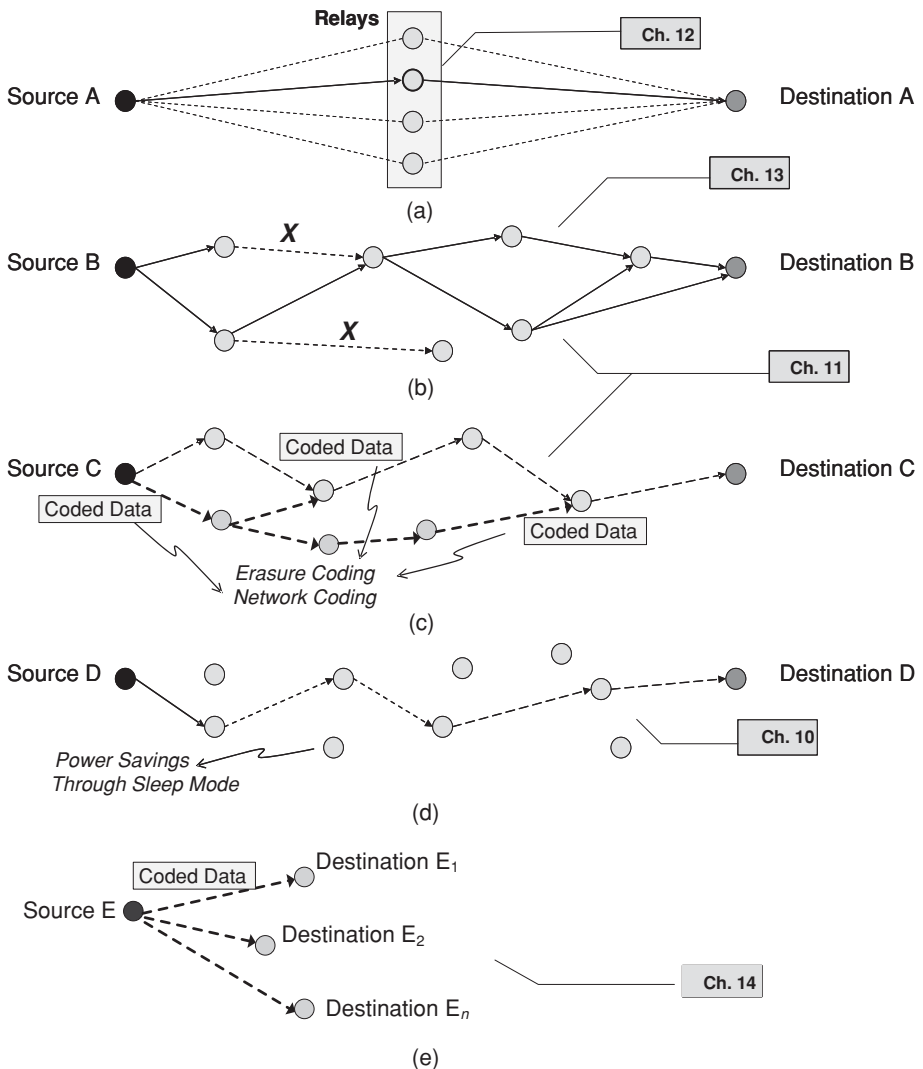 Relays
Ch. 12
Source A
Destination A
(a)
Ch. 13
X
Source B
Destination B
X
(b)
Ch. 11
Coded Data
Source C
Destination C
Coded Data
Coded Data
Erasure Coding
Network Coding
(c)
Source D
Destination D
Ch. 10
Power Savings
Through Sleep Mode
(d)
Destination E1
Coded Data
Source E
Destination E2
Ch. 14
Destination En
(e)